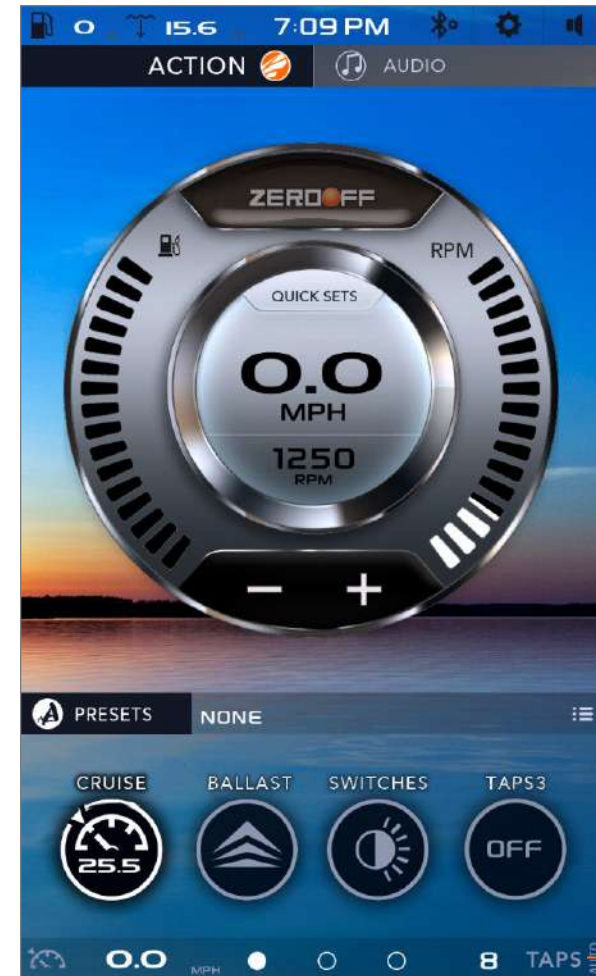 0 15.6 7:09 PM
ACTION AUDIO
ZEROOFF
RPM
QUICK SETS
0.0
MPH
1250
RPM
− +
PRESETS NONE
CRUISE BALLAST SWITCHES TAPS3
25.5 OFF
0.0 MPH 8 TAPS